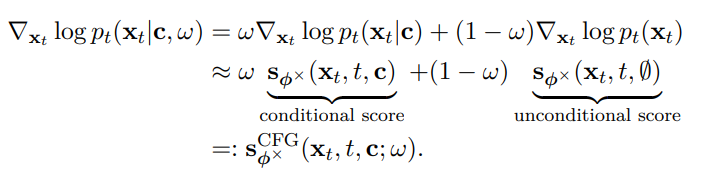 ∇_{𝐱_t} log p_t(𝐱_t|𝐜, ω) = ω∇_{𝐱_t} log p_t(𝐱_t|𝐜) + (1 − ω)∇_{𝐱_t} log p_t(𝐱_t)
≈ ω 𝐬_{𝝓^×}(𝐱_t, t, 𝐜) +(1 − ω) 𝐬_{𝝓^×}(𝐱_t, t, ∅)
conditional score unconditional score
=: 𝐬^{CFG}_{𝝓^×}(𝐱_t, t, 𝐜; ω).